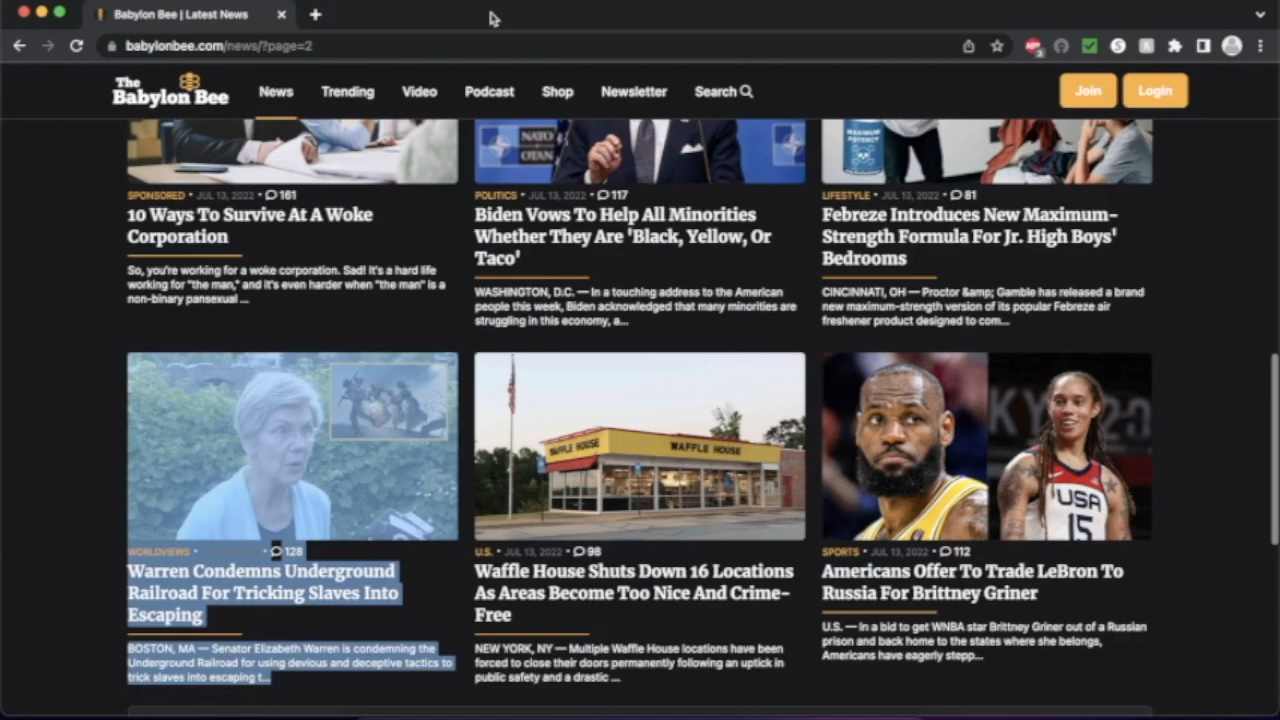 Babylon Bee | Latest News
babylonbee.com/news/?page=2
The
Babylon Bee
News
Trending
Video
Podcast
Shop
Newsletter
Search
Join
Login
NATO
OTAN
MAXIMUM
POTENCY
SPONSORED • JUL 13, 2022 • 161
10 Ways To Survive At A Woke
Corporation
So, you're working for a woke corporation. Sad! It's a hard life
working for "the man," and it's even harder when "the man" is a
non-binary pansexual ...
POLITICS • JUL 13, 2022 • 117
Biden Vows To Help All Minorities
Whether They Are 'Black, Yellow, Or
Taco'
WASHINGTON, D.C. — In a touching address to the American
people this week, Biden acknowledged that many minorities are
struggling in this economy, a...
LIFESTYLE • JUL 13, 2022 • 81
Febreze Introduces New Maximum-
Strength Formula For Jr. High Boys'
Bedrooms
CINCINNATI, OH — Proctor &amp; Gamble has released a brand
new maximum-strength version of its popular Febreze air
freshener product designed to com...
WORLDVIEWS • • 128
Warren Condemns Underground
Railroad For Tricking Slaves Into
Escaping
BOSTON, MA — Senator Elizabeth Warren is condemning the
Underground Railroad for using devious and deceptive tactics to
trick slaves into escaping t...
WAFFLE HOUSE
WAFFLE HOUSE
U.S. • JUL 13, 2022 • 98
Waffle House Shuts Down 16 Locations
As Areas Become Too Nice And Crime-
Free
NEW YORK, NY — Multiple Waffle House locations have been
forced to close their doors permanently following an uptick in
public safety and a drastic ...
USA
15
SPORTS • JUL 13, 2022 • 112
Americans Offer To Trade LeBron To
Russia For Brittney Griner
U.S. — In a bid to get WNBA star Brittney Griner out of a Russian
prison and back home to the states where she belongs,
Americans have eagerly stepp...